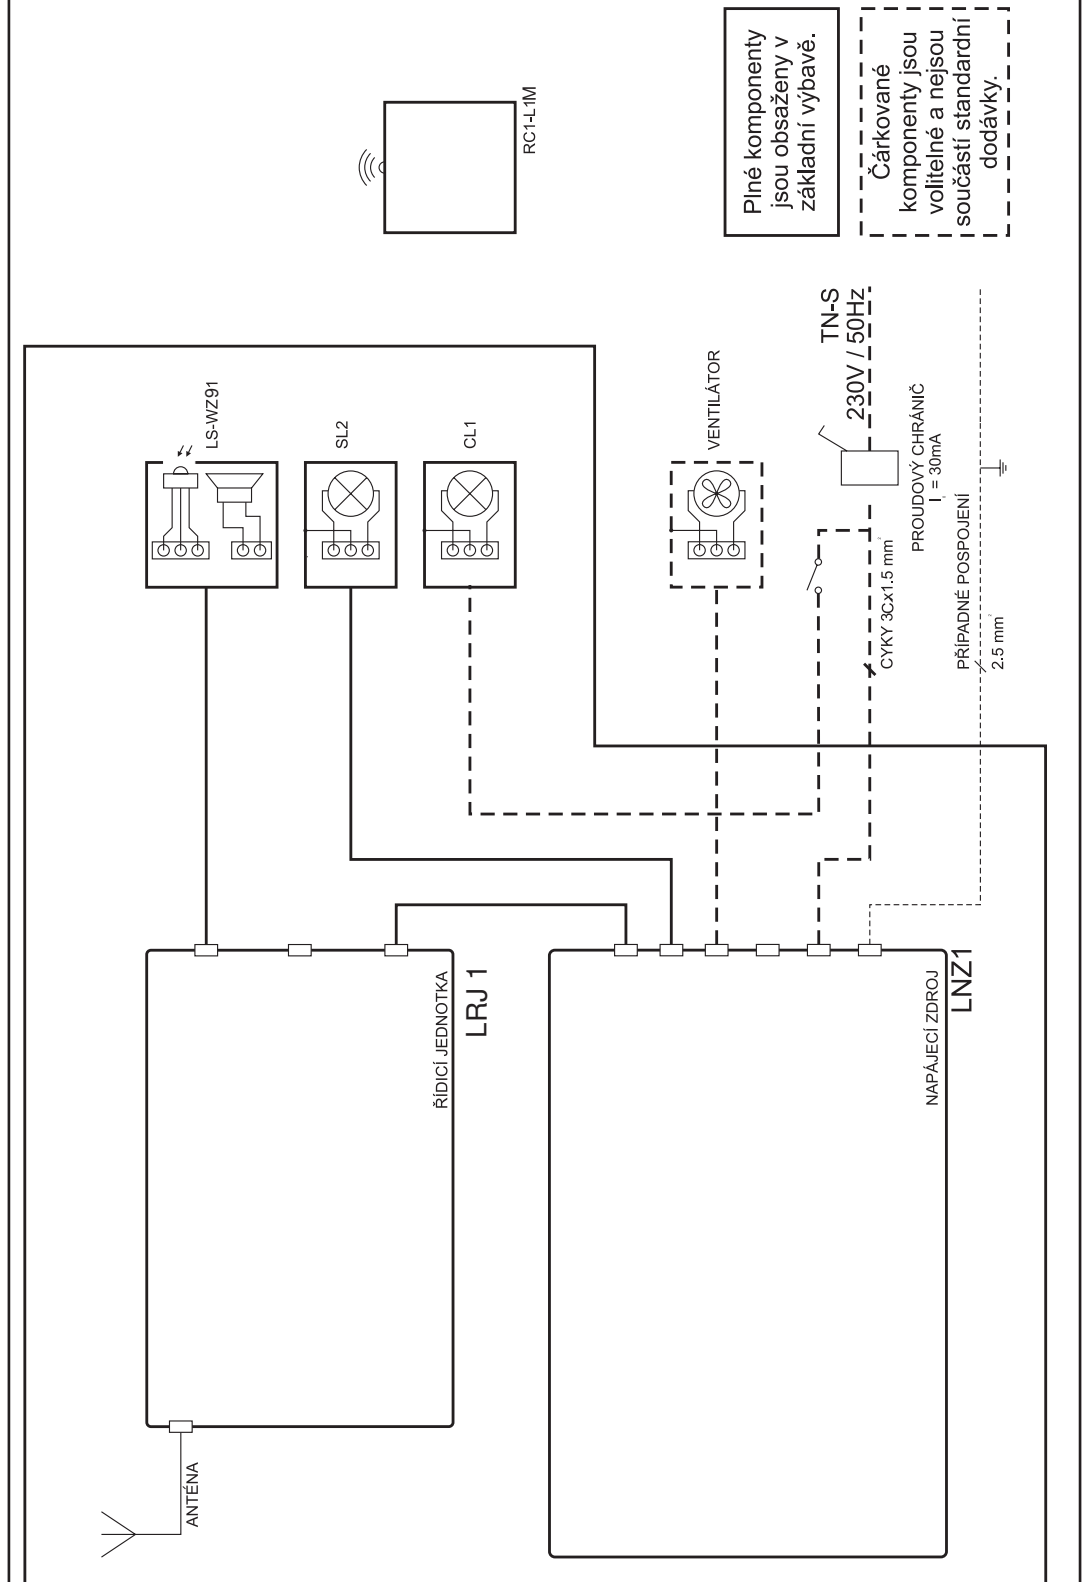 Plné komponenty
jsou obsaženy v
základní výbavě.
Čárkované
komponenty jsou
volitelné a nejsou
součástí standardní
dodávky.
RC1-L1M
LS-WZ91
SL2
CL1
VENTILÁTOR
TN-S
230V / 50Hz
PROUDOVÝ CHRÁNIČ
I = 30mA
CYKY 3Cx1.5 mm²
PŘÍPADNÉ POSPOJENÍ
2.5 mm²
ŘÍDICÍ JEDNOTKA
LRJ 1
NAPÁJECÍ ZDROJ
LNZ1
ANTÉNA